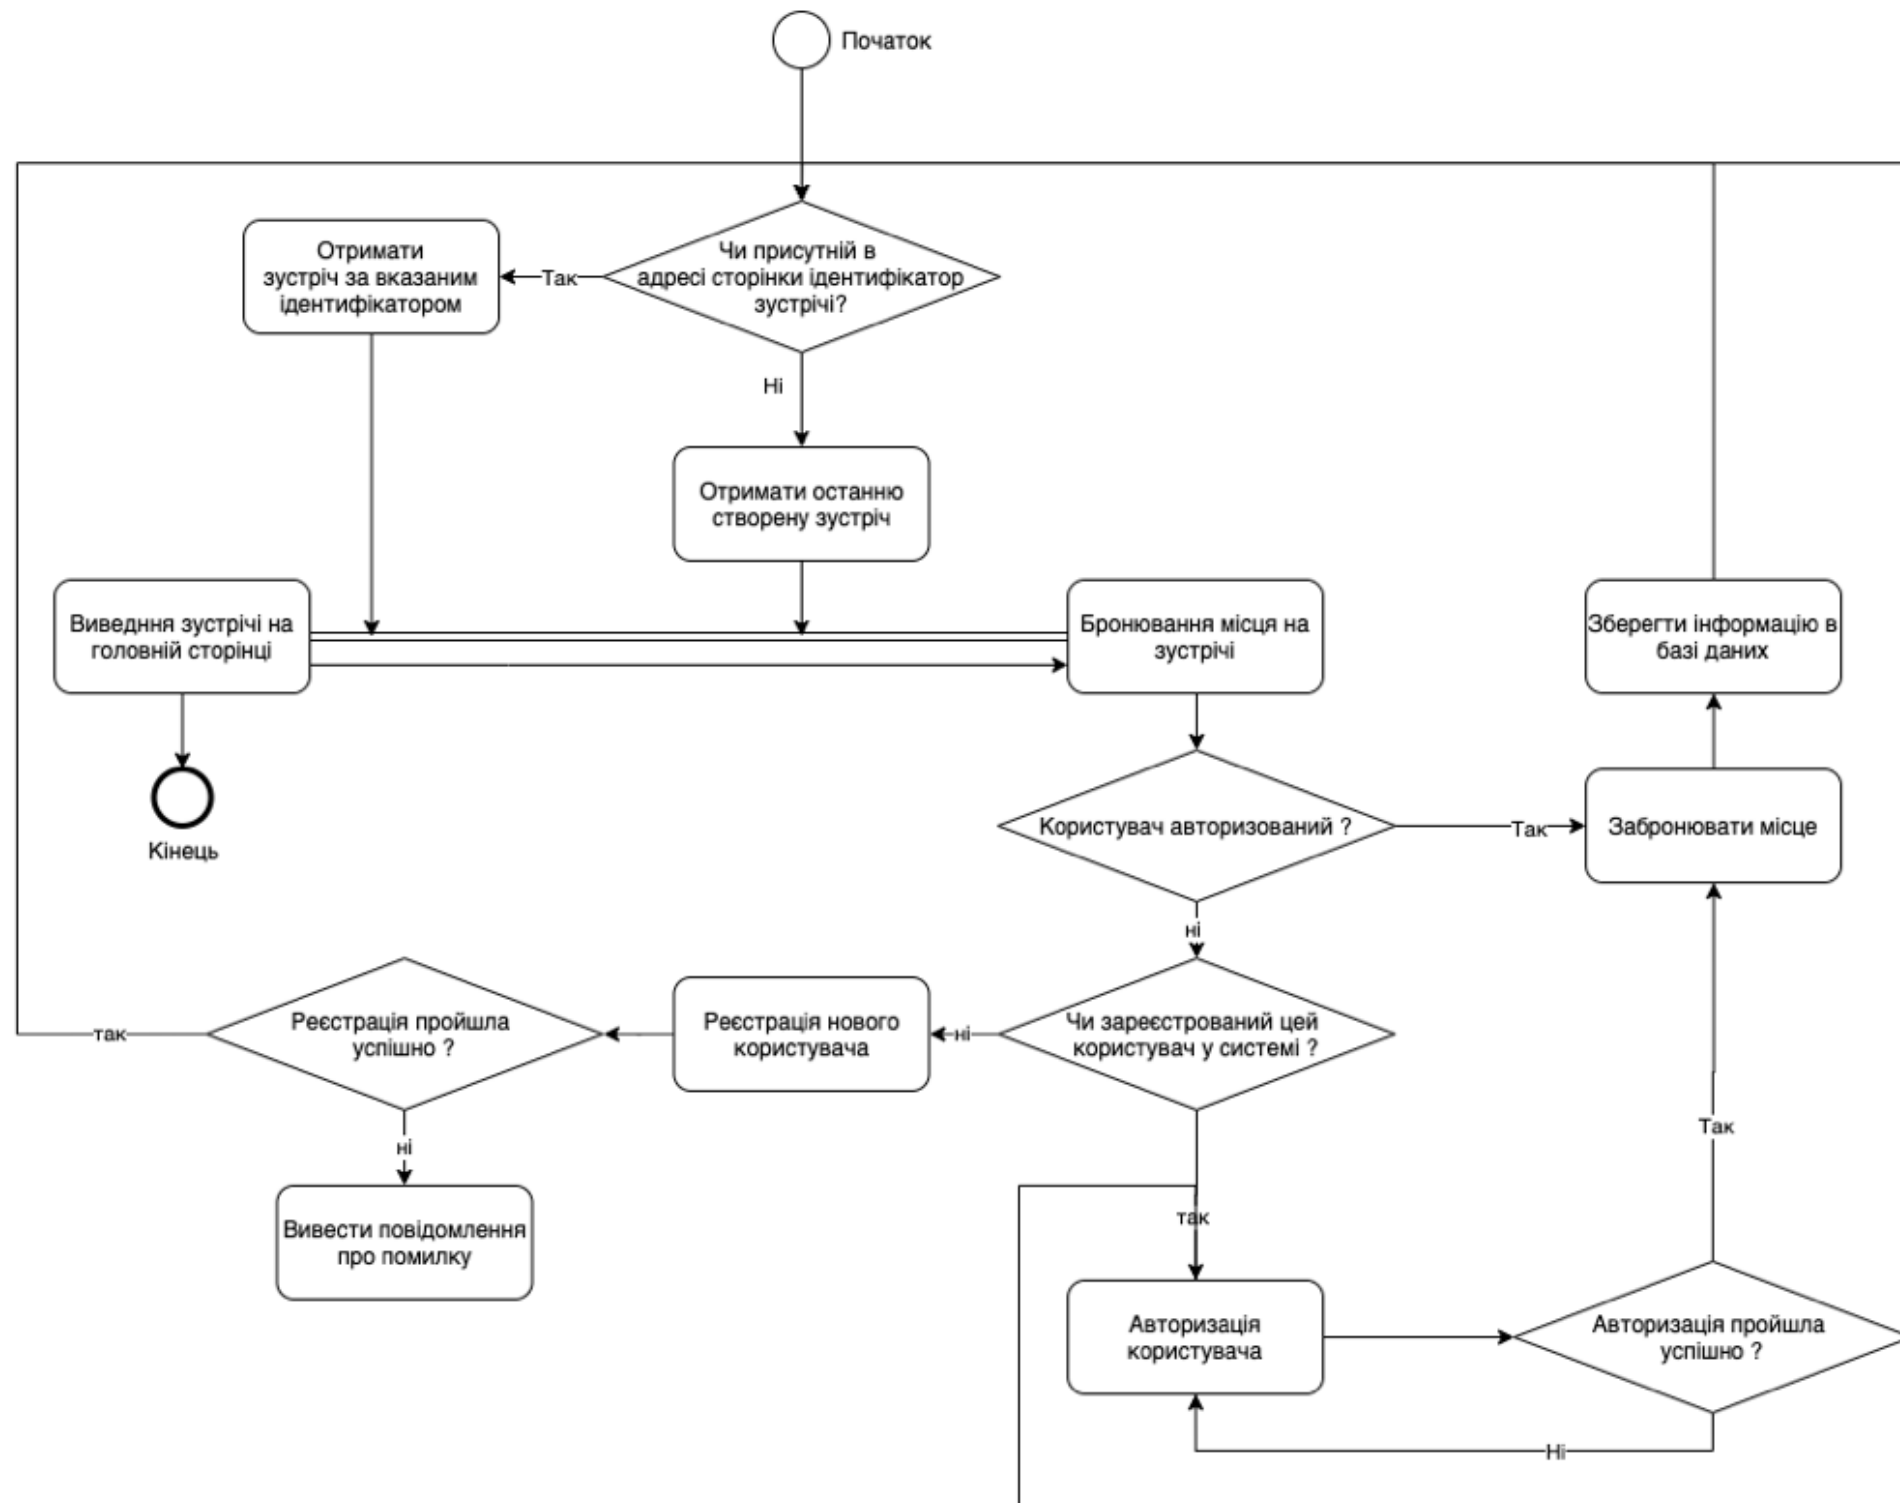 Початок
Чи присутній в
адресі сторінки ідентифікатор
зустрічі?
Так
Отримати
зустріч за вказаним
ідентифікатором
Ні
Отримати останню
створену зустріч
Виведння зустрічі на
головній сторінці
Бронювання місця на
зустрічі
Зберегти інформацію в
базі даних
Кінець
Користувач авторизований ?
Так
Забронювати місце
ні
Чи зареєстрований цей
користувач у системі ?
ні
Реєстрація нового
користувача
Реєстрація пройшла
успішно ?
так
ні
Вивести повідомлення
про помилку
так
Авторизація
користувача
Авторизація пройшла
успішно ?
Так
Ні